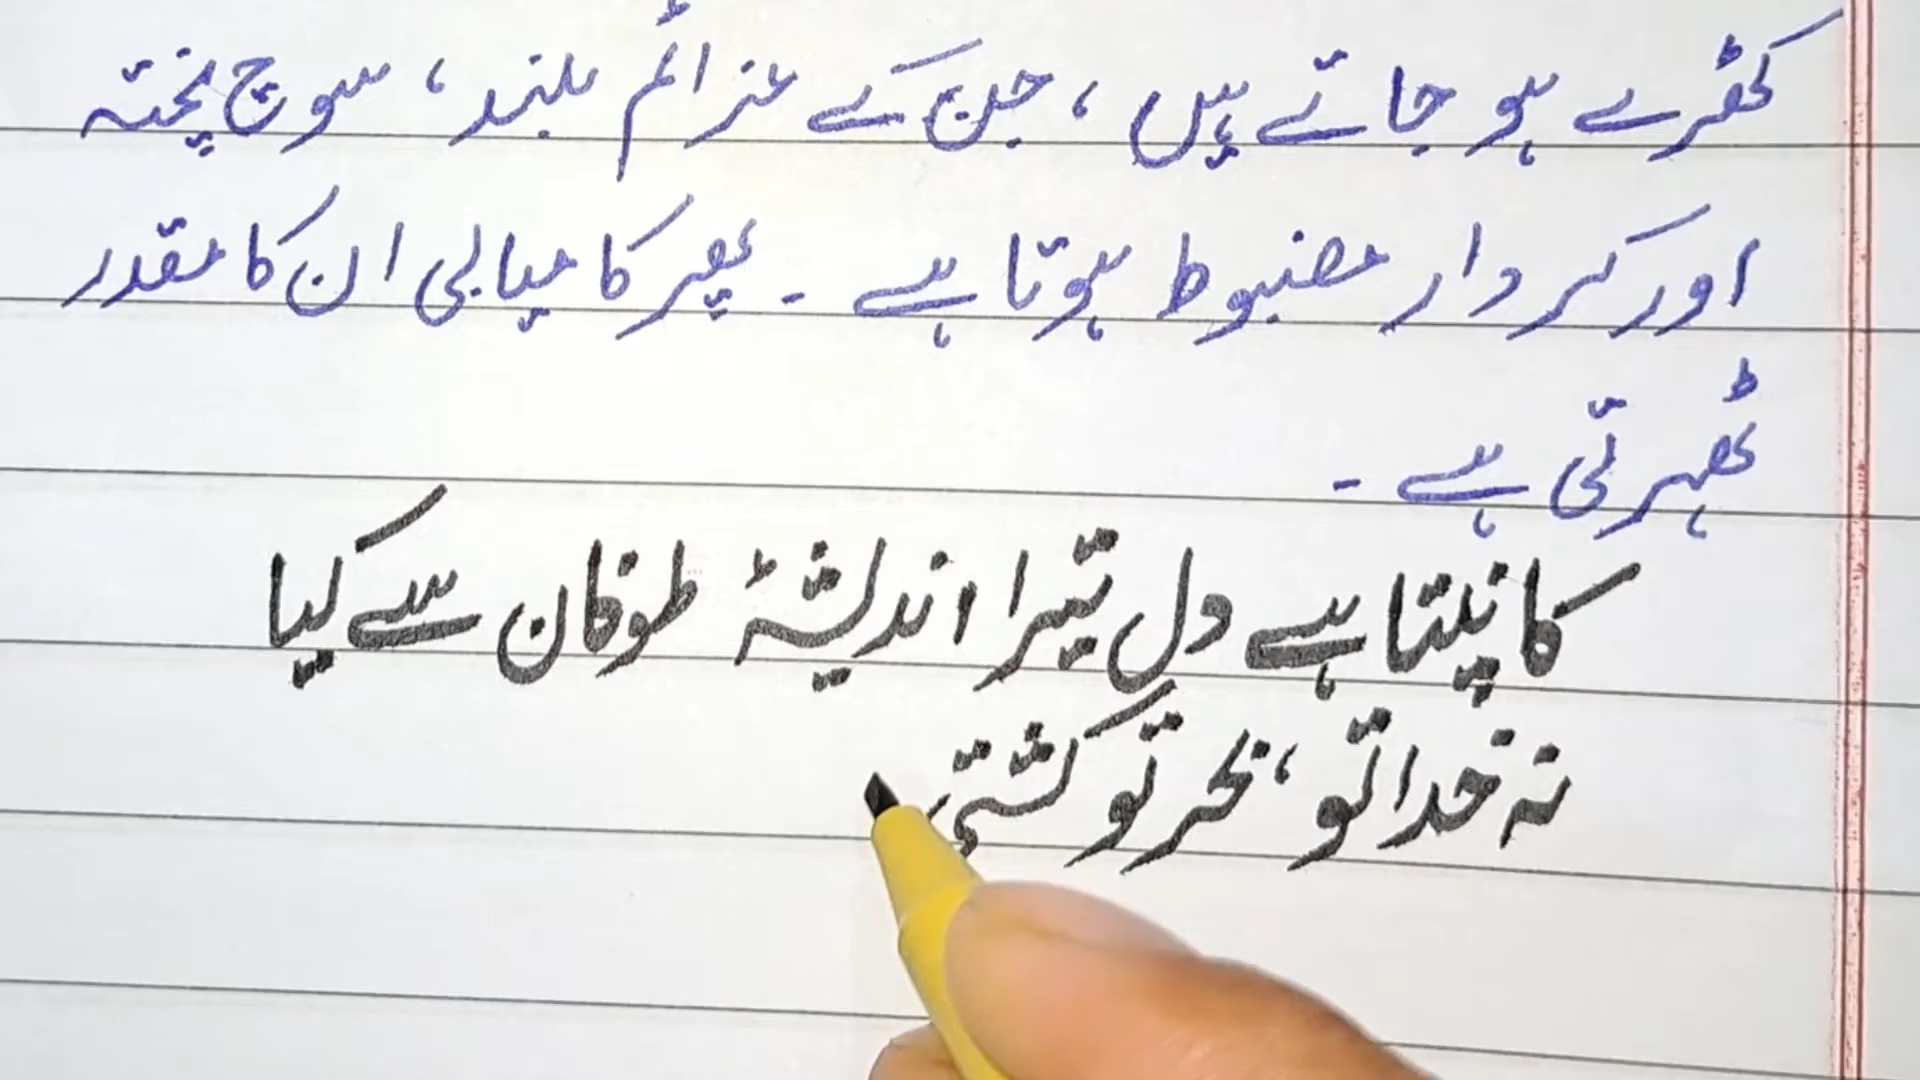 کھڑے ہو جاتے ہیں ، جن کے عزائم بلند ، سوچ پختہ
اور کردار مضبوط ہوتا ہے ۔ پھر کامیابی ان کا مقدر
ٹھہرتی ہے ۔
کانپتا ہے دل تیرا اندیشۂ طوفان سے کیا
نہ خدا تو ، بحر تو کشتی